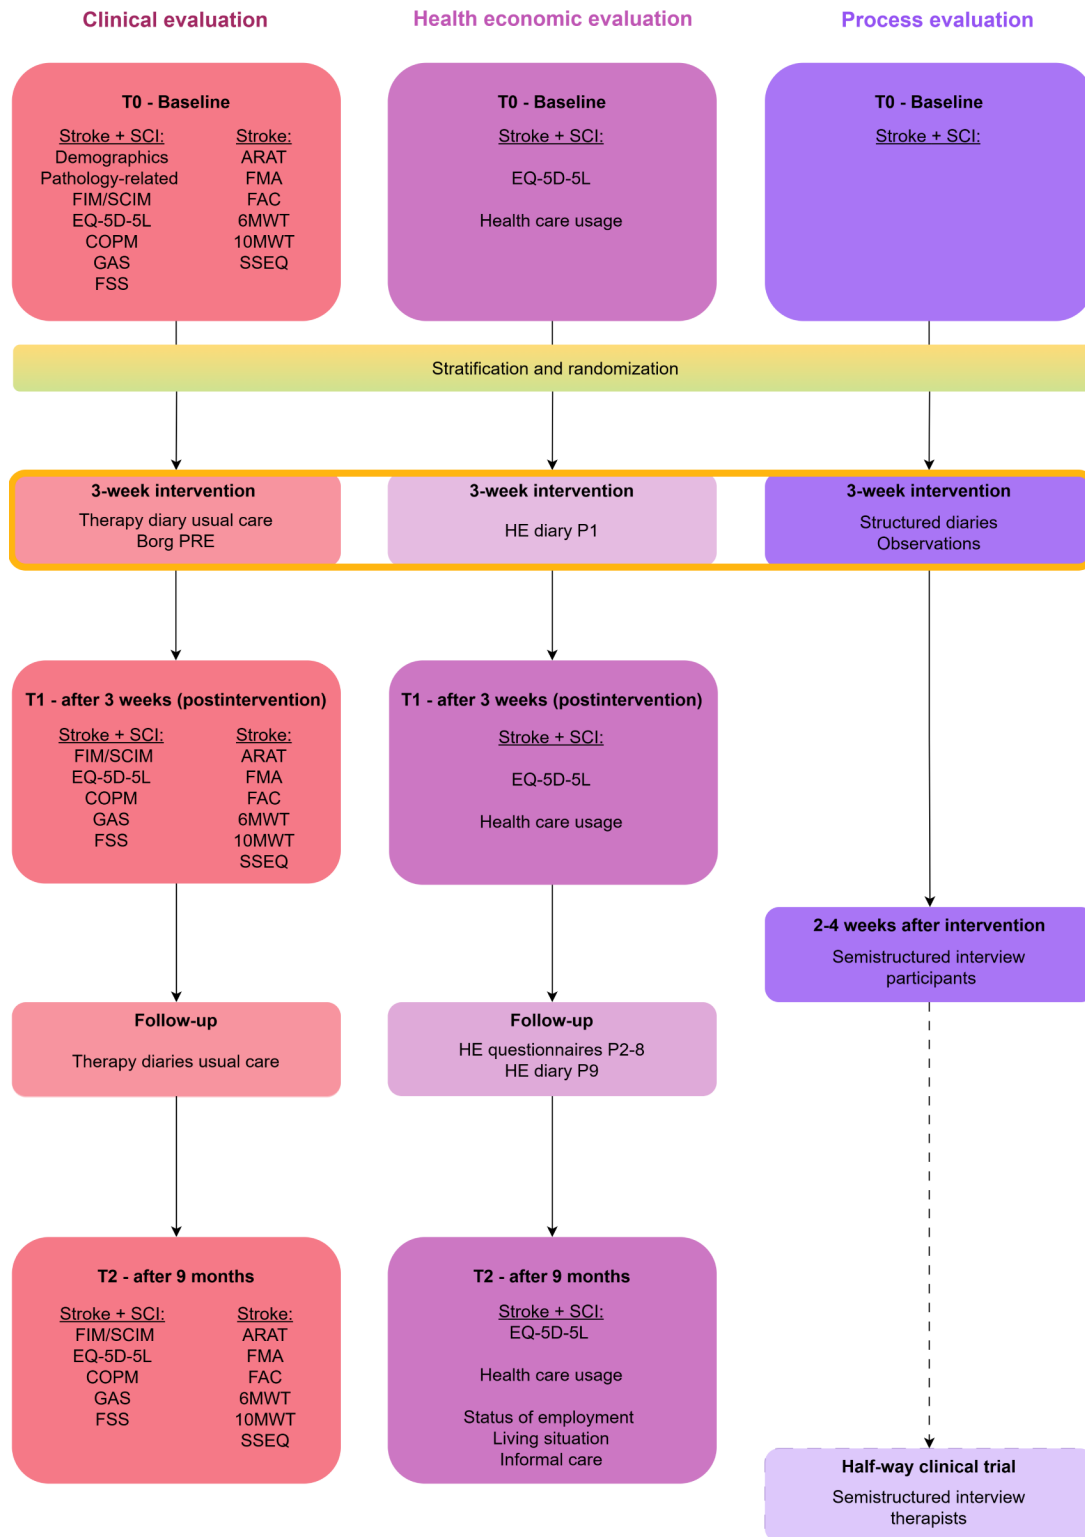 Clinical evaluation
Health economic evaluation
Process evaluation
T0 - Baseline
Stroke + SCI:
Demographics
Pathology-related
FIM/SCIM
EQ-5D-5L
COPM
GAS
FSS
Stroke:
ARAT
FMA
FAC
6MWT
10MWT
SSEQ
T0 - Baseline
Stroke + SCI:
EQ-5D-5L
Health care usage
T0 - Baseline
Stroke + SCI:
Stratification and randomization
3-week intervention
Therapy diary usual care
Borg PRE
3-week intervention
HE diary P1
3-week intervention
Structured diaries
Observations
T1 - after 3 weeks (postintervention)
Stroke + SCI:
FIM/SCIM
EQ-5D-5L
COPM
GAS
FSS
Stroke:
ARAT
FMA
FAC
6MWT
10MWT
SSEQ
T1 - after 3 weeks (postintervention)
Stroke + SCI:
EQ-5D-5L
Health care usage
2-4 weeks after intervention
Semistructured interview
participants
Follow-up
Therapy diaries usual care
Follow-up
HE questionnaires P2-8
HE diary P9
T2 - after 9 months
Stroke + SCI:
FIM/SCIM
EQ-5D-5L
COPM
GAS
FSS
Stroke:
ARAT
FMA
FAC
6MWT
10MWT
SSEQ
T2 - after 9 months
Stroke + SCI:
EQ-5D-5L
Health care usage
Status of employment
Living situation
Informal care
Half-way clinical trial
Semistructured interview
therapists